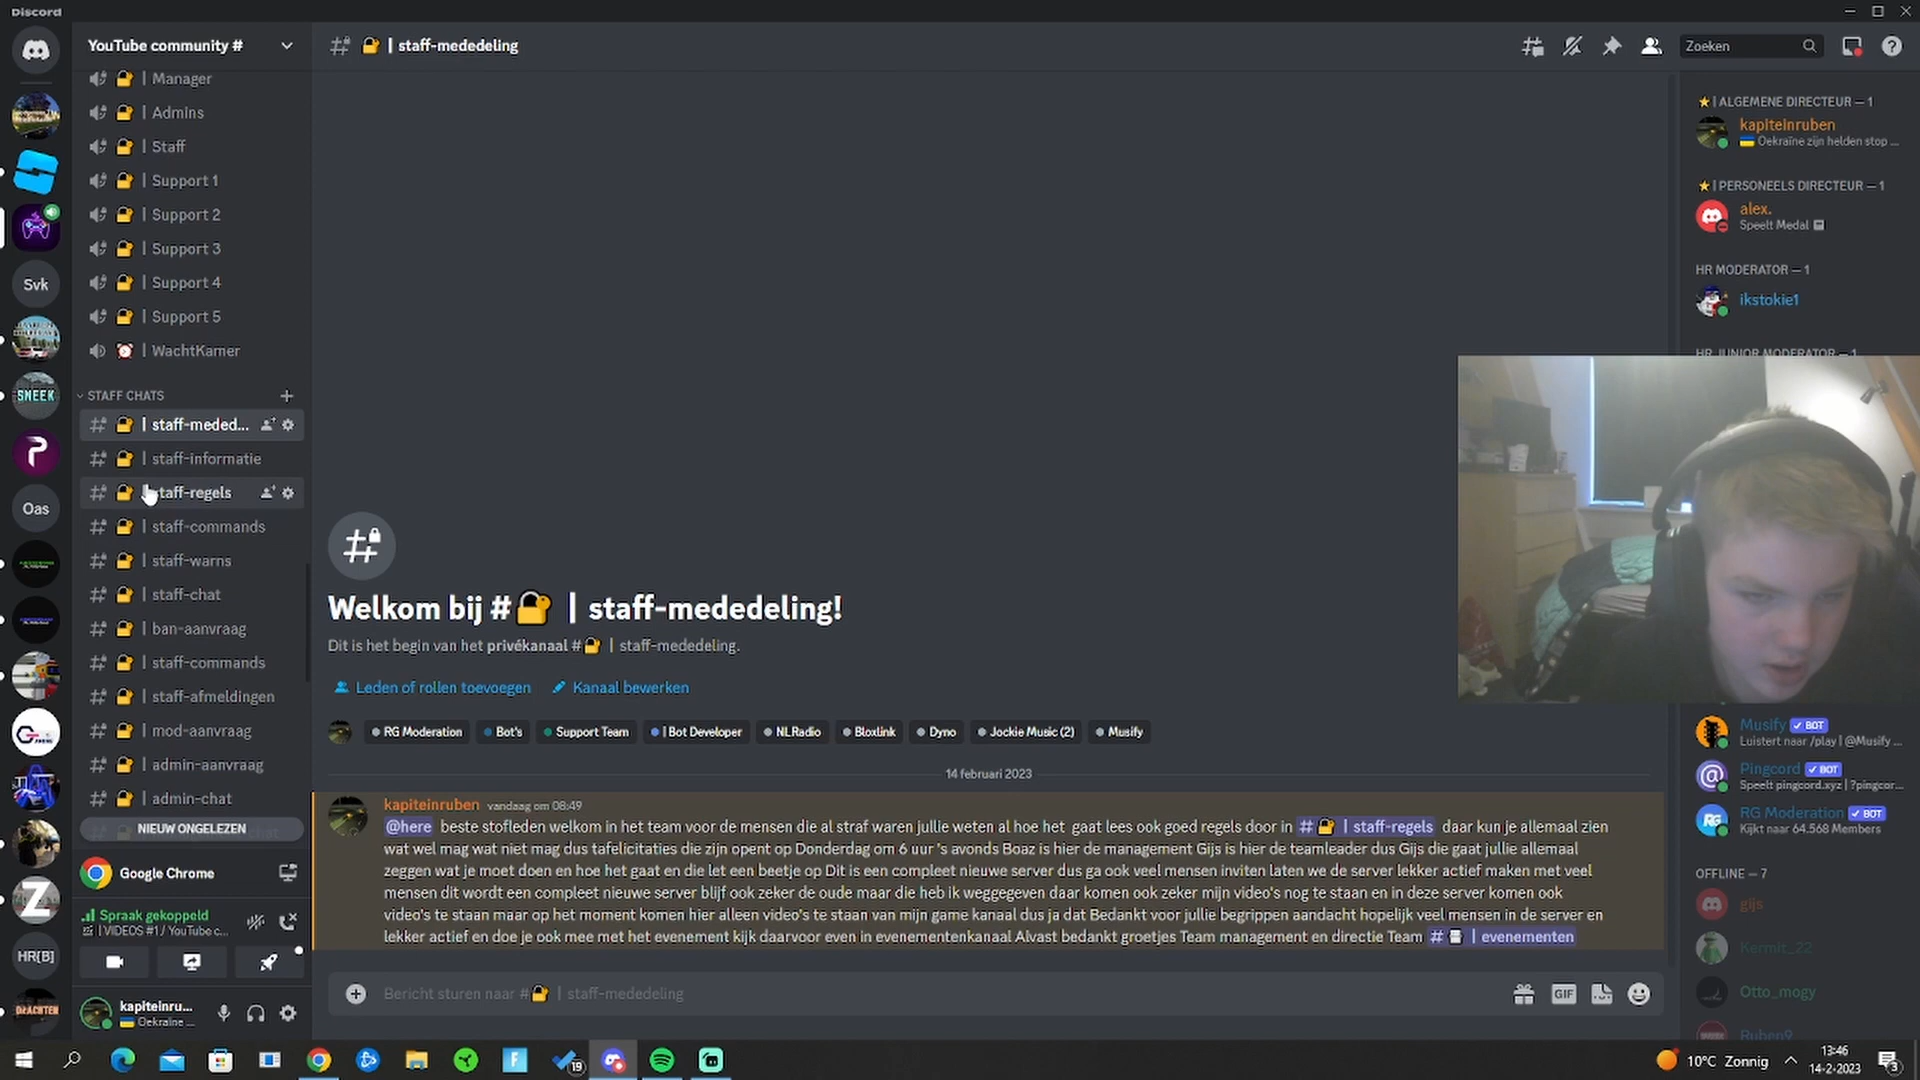 Discord
YouTube community #
| staff-mededeling
Zoeken
| Manager
| Admins
| Staff
| Support 1
| Support 2
| Support 3
| Support 4
| Support 5
| WachtKamer
STAFF CHATS
| staff-meded...
| staff-informatie
staff-regels
| staff-commands
| staff-warns
| staff-chat
| ban-aanvraag
| staff-commands
| staff-afmeldingen
| mod-aanvraag
| admin-aanvraag
| admin-chat
NIEUW ONGELEZEN
Google Chrome
Spraak gekoppeld
| VIDEOS #1 / YouTube c...
kapiteinru...
Oekraïne ...
Svk
SNEEK
Oas
HR[B]
DRACHTEN
Welkom bij # | staff-mededeling!
Dit is het begin van het privékanaal # | staff-mededeling.
Leden of rollen toevoegen Kanaal bewerken
RG Moderation Bot's Support Team | Bot Developer NLRadio Bloxlink Dyno Jockie Music (2) Musify
14 februari 2023
kapiteinruben vandaag om 08:49
@here beste stofleden welkom in het team voor de mensen die al straf waren jullie weten al hoe het gaat lees ook goed regels door in # | staff-regels daar kun je allemaal zien
wat wel mag wat niet mag dus tafelicitaties die zijn opent op Donderdag om 6 uur 's avonds Boaz is hier de management Gijs is hier de teamleader dus Gijs die gaat jullie allemaal
zeggen wat je moet doen en hoe het gaat en die let een beetje op Dit is een compleet nieuwe server dus ga ook veel mensen inviten laten we de server lekker actief maken met veel
mensen dit wordt een compleet nieuwe server blijf ook zeker de oude maar die heb ik weggegeven daar komen ook zeker mijn video's nog te staan en in deze server komen ook
video's te staan maar op het moment komen hier alleen video's te staan van mijn game kanaal dus ja dat Bedankt voor jullie begrippen aandacht hopelijk veel mensen in de server en
lekker actief en doe je ook mee met het evenement kijk daarvoor even in evenementenkanaal Alvast bedankt groetjes Team management en directie Team # | evenementen
Bericht sturen naar # | staff-mededeling
GIF
★ | ALGEMENE DIRECTEUR — 1
kapiteinruben
Oekraïne zijn helden stop ...
★ | PERSONEELS DIRECTEUR — 1
alex.
Speelt Medal
HR MODERATOR — 1
ikstokie1
HR JUNIOR MODERATOR — 1
Musify BOT
Luistert naar /play | @Musify ...
Pingcord BOT
Speelt pingcord.xyz | ?pingcor...
RG Moderation BOT
Kijkt naar 64.568 Members
OFFLINE — 7
gijs
Kermit_22
Otto_mogy
Ruben9
19
10°C Zonnig
13:46
14-2-2023
3